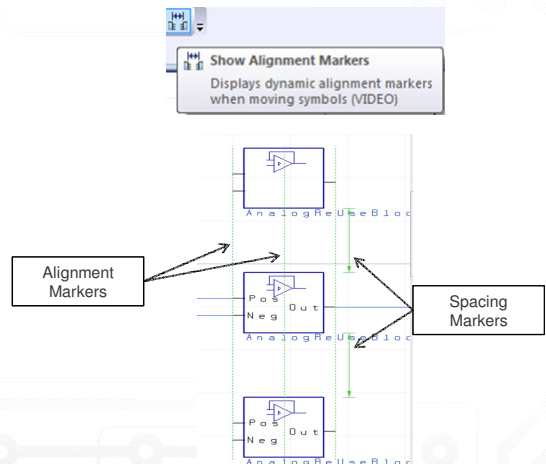 Show Alignment Markers
Displays dynamic alignment markers
when moving symbols (VIDEO)
AnalogReUseBloc
Alignment
Markers
Pos
Neg
Out
AnalogReUseBloc
Spacing
Markers
Pos
Neg
Out
AnalogReUseBloc